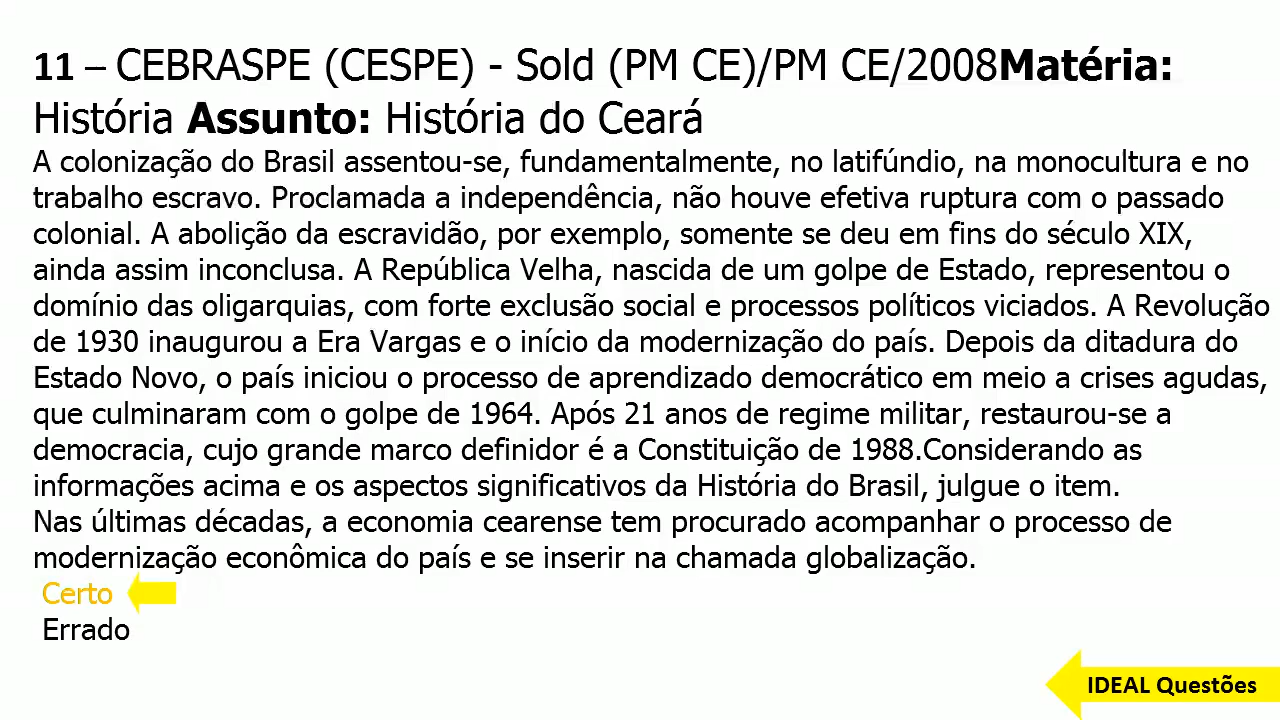 11 – CEBRASPE (CESPE) - Sold (PM CE)/PM CE/2008Matéria:
História Assunto: História do Ceará
A colonização do Brasil assentou-se, fundamentalmente, no latifúndio, na monocultura e no
trabalho escravo. Proclamada a independência, não houve efetiva ruptura com o passado
colonial. A abolição da escravidão, por exemplo, somente se deu em fins do século XIX,
ainda assim inconclusa. A República Velha, nascida de um golpe de Estado, representou o
domínio das oligarquias, com forte exclusão social e processos políticos viciados. A Revolução
de 1930 inaugurou a Era Vargas e o início da modernização do país. Depois da ditadura do
Estado Novo, o país iniciou o processo de aprendizado democrático em meio a crises agudas,
que culminaram com o golpe de 1964. Após 21 anos de regime militar, restaurou-se a
democracia, cujo grande marco definidor é a Constituição de 1988.Considerando as
informações acima e os aspectos significativos da História do Brasil, julgue o item.
Nas últimas décadas, a economia cearense tem procurado acompanhar o processo de
modernização econômica do país e se inserir na chamada globalização.
Certo
Errado
IDEAL Questões